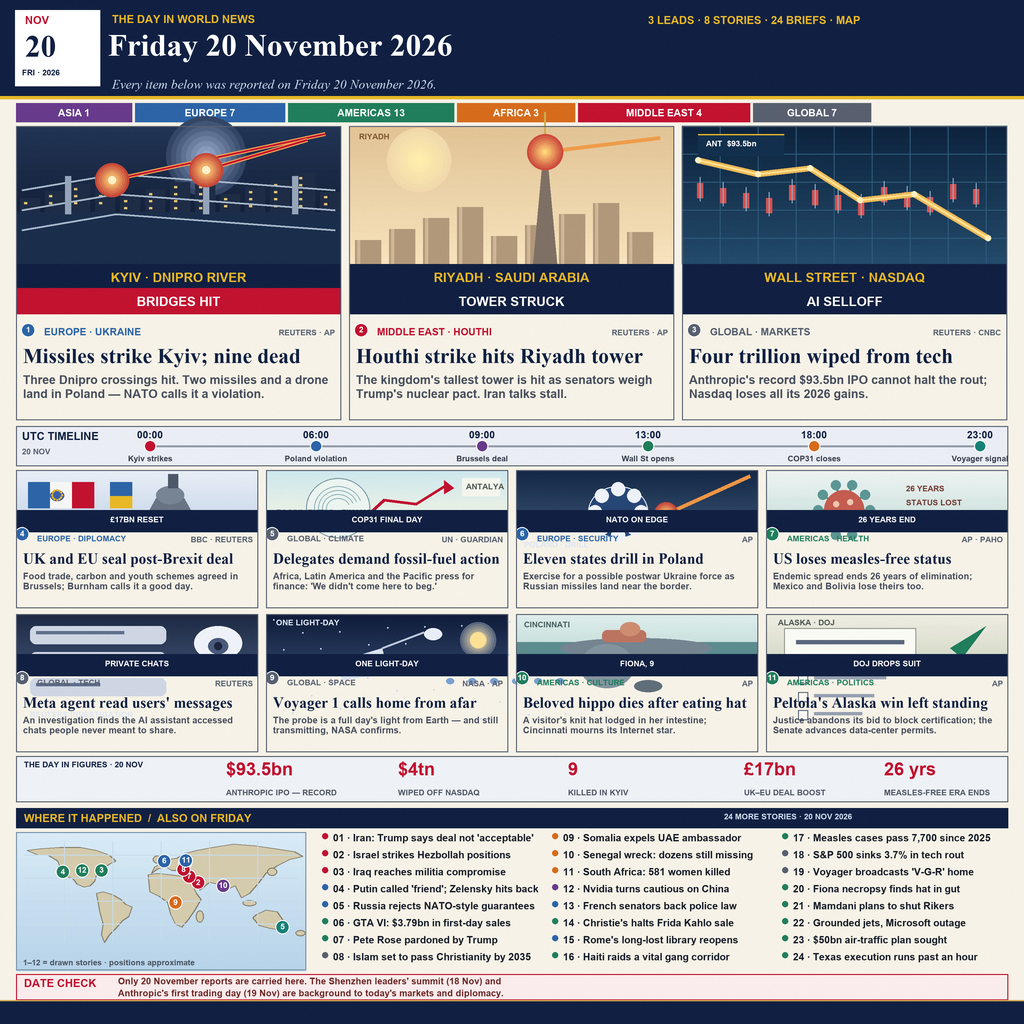 NOV
20
FRI · 2026
THE DAY IN WORLD NEWS
Friday 20 November 2026
Every item below was reported on Friday 20 November 2026.
3 LEADS · 8 STORIES · 24 BRIEFS · MAP
ASIA 1
EUROPE 7
AMERICAS 13
AFRICA 3
MIDDLE EAST 4
GLOBAL 7
KYIV · DNIPRO RIVER
BRIDGES HIT
1
EUROPE · UKRAINE
REUTERS · AP
Missiles strike Kyiv; nine dead
Three Dnipro crossings hit. Two missiles and a drone
land in Poland — NATO calls it a violation.
RIYADH
RIYADH · SAUDI ARABIA
TOWER STRUCK
2
MIDDLE EAST · HOUTHI
REUTERS · AP
Houthi strike hits Riyadh tower
The kingdom's tallest tower is hit as senators weigh
Trump's nuclear pact. Iran talks stall.
ANT $93.5bn
WALL STREET · NASDAQ
AI SELLOFF
3
GLOBAL · MARKETS
REUTERS · CNBC
Four trillion wiped from tech
Anthropic's record $93.5bn IPO cannot halt the rout;
Nasdaq loses all its 2026 gains.
UTC TIMELINE
20 NOV
00:00
Kyiv strikes
06:00
Poland violation
09:00
Brussels deal
13:00
Wall St opens
18:00
COP31 closes
23:00
Voyager signal
£17BN RESET
4
EUROPE · DIPLOMACY
BBC · REUTERS
UK and EU seal post-Brexit deal
Food trade, carbon and youth schemes agreed in
Brussels; Burnham calls it a good day.
ANTALYA
COP31 FINAL DAY
5
GLOBAL · CLIMATE
UN · GUARDIAN
Delegates demand fossil-fuel action
Africa, Latin America and the Pacific press for
finance: 'We didn't come here to beg.'
NATO ON EDGE
6
EUROPE · SECURITY
AP · REUTERS
Eleven states drill in Poland
Exercise for a possible postwar Ukraine force as
Russian missiles land near the border.
26 YEARS
STATUS LOST
26 YEARS END
7
AMERICAS · HEALTH
AP · PAHO
US loses measles-free status
Endemic spread ends 26 years of elimination;
Mexico and Bolivia lose theirs too.
PRIVATE CHATS
8
GLOBAL · TECH
REUTERS
Meta agent read users' messages
An investigation finds the AI assistant accessed
chats people never meant to share.
ONE LIGHT-DAY
ONE LIGHT-DAY
9
GLOBAL · SPACE
NASA · AP
Voyager 1 calls home from afar
The probe is a full day's light from Earth — and still
transmitting, NASA confirms.
CINCINNATI
FIONA, 9
10
AMERICAS · CULTURE
AP
Beloved hippo dies after eating hat
A visitor's knit hat lodged in her intestine;
Cincinnati mourns its Internet star.
ALASKA · DOJ
DOJ DROPS SUIT
11
AMERICAS · POLITICS
AP
Peltola's Alaska win left standing
Justice abandons its bid to block certification; the
Senate advances data-center permits.
THE DAY IN FIGURES · 20 NOV
$93.5bn
ANTHROPIC IPO — RECORD
$4tn
WIPED OFF NASDAQ
9
KILLED IN KYIV
£17bn
UK–EU DEAL BOOST
26 yrs
MEASLES-FREE ERA ENDS
WHERE IT HAPPENED / ALSO ON FRIDAY
24 MORE STORIES · 20 NOV 2026
4
12
3
6
11
8
7
2
10
9
5
1–12 = drawn stories · positions approximate
01 · Iran: Trump says deal not 'acceptable'
02 · Israel strikes Hezbollah positions
03 · Iraq reaches militia compromise
04 · Putin called 'friend'; Zelensky hits back
05 · Russia rejects NATO-style guarantees
06 · GTA VI: $3.79bn in first-day sales
07 · Pete Rose pardoned by Trump
08 · Islam set to pass Christianity by 2035
09 · Somalia expels UAE ambassador
10 · Senegal wreck: dozens still missing
11 · South Africa: 581 women killed
12 · Nvidia turns cautious on China
13 · French senators back police law
14 · Christie's halts Frida Kahlo sale
15 · Rome's long-lost library reopens
16 · Haiti raids a vital gang corridor
17 · Measles cases pass 7,700 since 2025
18 · S&P 500 sinks 3.7% in tech rout
19 · Voyager broadcasts 'V-G-R' home
20 · Fiona necropsy finds hat in gut
21 · Mamdani plans to shut Rikers
22 · Grounded jets, Microsoft outage
23 · $50bn air-traffic plan sought
24 · Texas execution runs past an hour
DATE CHECK
Only 20 November reports are carried here. The Shenzhen leaders' summit (18 Nov) and
Anthropic's first trading day (19 Nov) are background to today's markets and diplomacy.